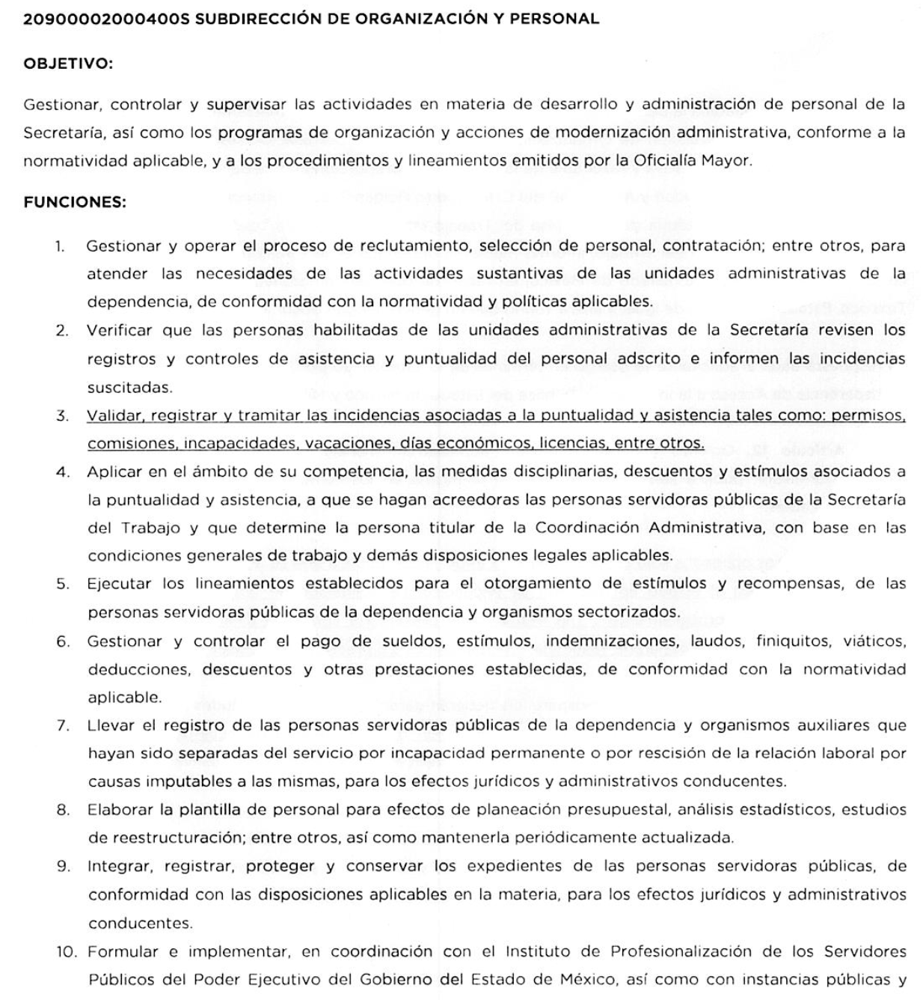 20900002000400S SUBDIRECCIÓN DE ORGANIZACIÓN Y PERSONAL
OBJETIVO:
Gestionar, controlar y supervisar las actividades en materia de desarrollo y administración de personal de la
Secretaría, así como los programas de organización y acciones de modernización administrativa, conforme a la
normatividad aplicable, y a los procedimientos y lineamientos emitidos por la Oficialía Mayor.
FUNCIONES:
1. Gestionar y operar el proceso de reclutamiento, selección de personal, contratación; entre otros, para
atender las necesidades de las actividades sustantivas de las unidades administrativas de la
dependencia, de conformidad con la normatividad y políticas aplicables.
2. Verificar que las personas habilitadas de las unidades administrativas de la Secretaría revisen los
registros y controles de asistencia y puntualidad del personal adscrito e informen las incidencias
suscitadas.
3. Validar, registrar y tramitar las incidencias asociadas a la puntualidad y asistencia tales como: permisos,
comisiones, incapacidades, vacaciones, días económicos, licencias, entre otros.
4. Aplicar en el ámbito de su competencia, las medidas disciplinarias, descuentos y estímulos asociados a
la puntualidad y asistencia, a que se hagan acreedoras las personas servidoras públicas de la Secretaría
del Trabajo y que determine la persona titular de la Coordinación Administrativa, con base en las
condiciones generales de trabajo y demás disposiciones legales aplicables.
5. Ejecutar los lineamientos establecidos para el otorgamiento de estímulos y recompensas, de las
personas servidoras públicas de la dependencia y organismos sectorizados.
6. Gestionar y controlar el pago de sueldos, estímulos, indemnizaciones, laudos, finiquitos, viáticos,
deducciones, descuentos y otras prestaciones establecidas, de conformidad con la normatividad
aplicable.
7. Llevar el registro de las personas servidoras públicas de la dependencia y organismos auxiliares que
hayan sido separadas del servicio por incapacidad permanente o por rescisión de la relación laboral por
causas imputables a las mismas, para los efectos jurídicos y administrativos conducentes.
8. Elaborar la plantilla de personal para efectos de planeación presupuestal, análisis estadísticos, estudios
de reestructuración; entre otros, así como mantenerla periódicamente actualizada.
9. Integrar, registrar, proteger y conservar los expedientes de las personas servidoras públicas, de
conformidad con las disposiciones aplicables en la materia, para los efectos jurídicos y administrativos
conducentes.
10. Formular e implementar, en coordinación con el Instituto de Profesionalización de los Servidores
Públicos del Poder Ejecutivo del Gobierno del Estado de México, así como con instancias públicas y